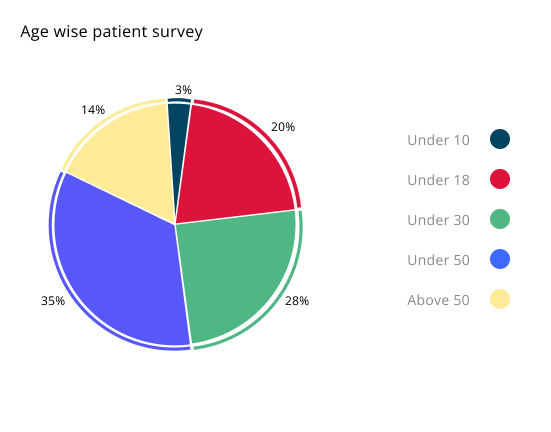 Age wise patient survey
3%
14%
20%
35%
28%
Under 10
Under 18
Under 30
Under 50
Above 50